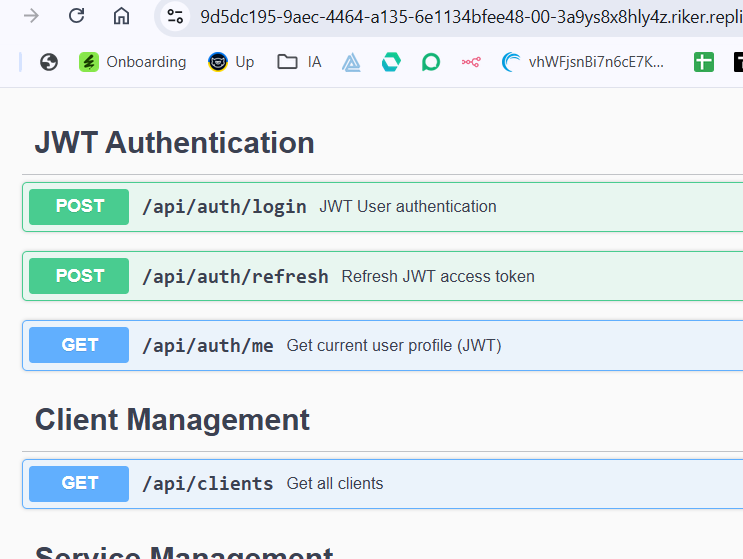 9d5dc195-9aec-4464-a135-6e1134bfee48-00-3a9ys8x8hly4z.riker.repli
Onboarding Up IA vhWFjsnBi7n6cE7K...
JWT Authentication
POST /api/auth/login JWT User authentication
POST /api/auth/refresh Refresh JWT access token
GET /api/auth/me Get current user profile (JWT)
Client Management
GET /api/clients Get all clients
Service Management